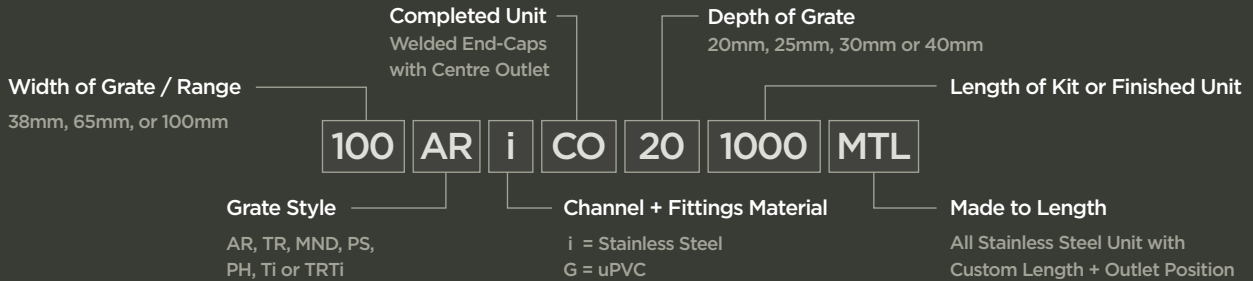 Completed Unit
Welded End-Caps
with Centre Outlet
Depth of Grate
20mm, 25mm, 30mm or 40mm
Width of Grate / Range
38mm, 65mm, or 100mm
Length of Kit or Finished Unit
100 AR i CO 20 1000 MTL
Grate Style
AR, TR, MND, PS,
PH, Ti or TRTi
Channel + Fittings Material
i = Stainless Steel
G = uPVC
Made to Length
All Stainless Steel Unit with
Custom Length + Outlet Position